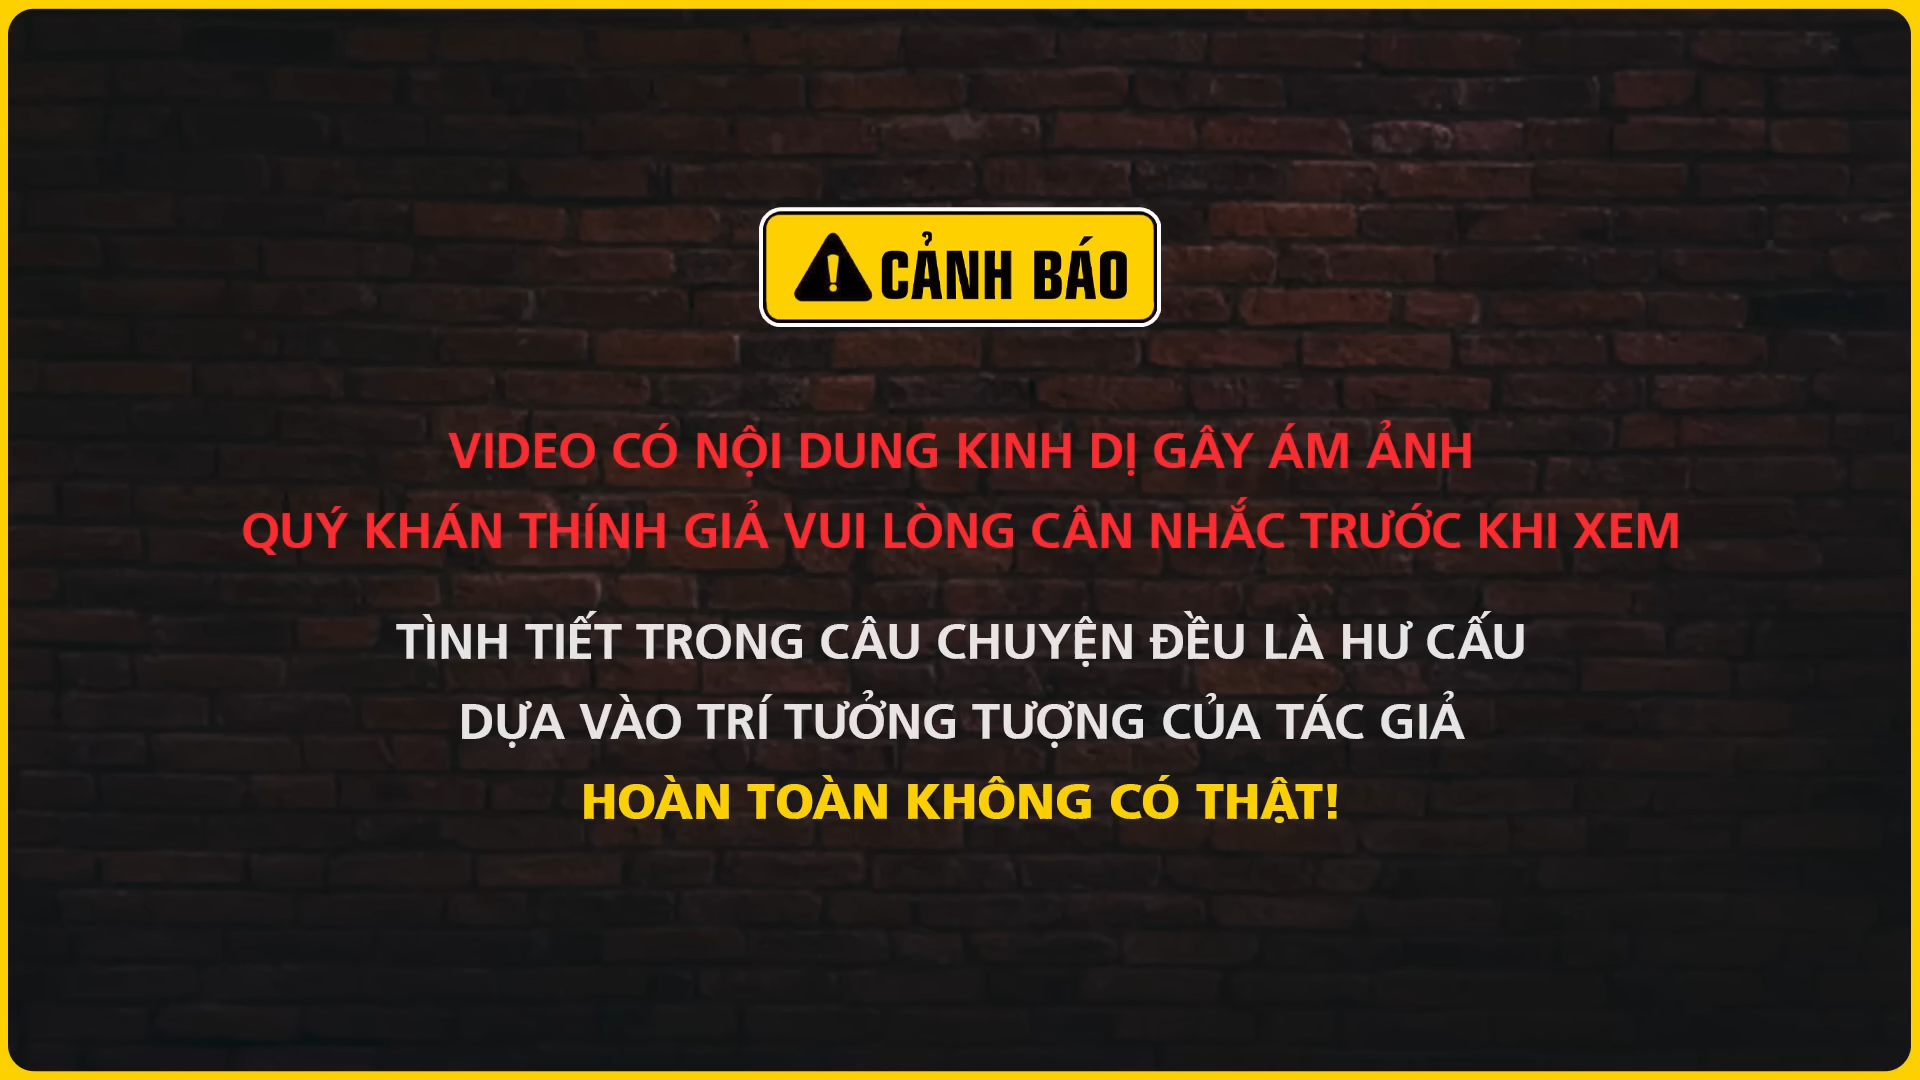 CẢNH BÁO
VIDEO CÓ NỘI DUNG KINH DỊ GÂY ÁM ẢNH
QUÝ KHÁN THÍNH GIẢ VUI LÒNG CÂN NHẮC TRƯỚC KHI XEM
TÌNH TIẾT TRONG CÂU CHUYỆN ĐỀU LÀ HƯ CẤU
DỰA VÀO TRÍ TƯỞNG TƯỢNG CỦA TÁC GIẢ
HOÀN TOÀN KHÔNG CÓ THẬT!